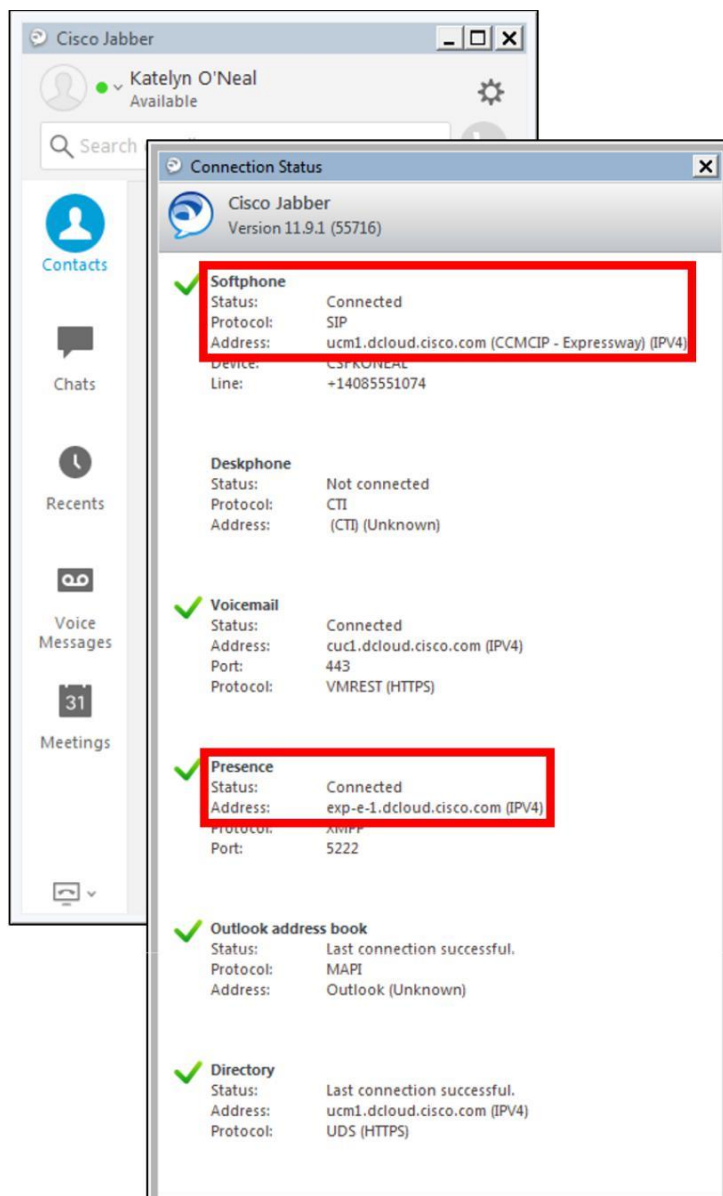 Cisco Jabber
Katelyn O'Neal
Available
Search
Contacts
Chats
Recents
Voice
Messages
31
Meetings
Connection Status
Cisco Jabber
Version 11.9.1 (55716)
Softphone
Status: Connected
Protocol: SIP
Address: ucm1.dcloud.cisco.com (CCMCIP - Expressway) (IPV4)
Device: CSFKONEAL
Line: +14085551074
Deskphone
Status: Not connected
Protocol: CTI
Address: (CTI) (Unknown)
Voicemail
Status: Connected
Address: cuc1.dcloud.cisco.com (IPV4)
Port: 443
Protocol: VMREST (HTTPS)
Presence
Status: Connected
Address: exp-e-1.dcloud.cisco.com (IPV4)
Protocol: XMPP
Port: 5222
Outlook address book
Status: Last connection successful.
Protocol: MAPI
Address: Outlook (Unknown)
Directory
Status: Last connection successful.
Address: ucm1.dcloud.cisco.com (IPV4)
Protocol: UDS (HTTPS)